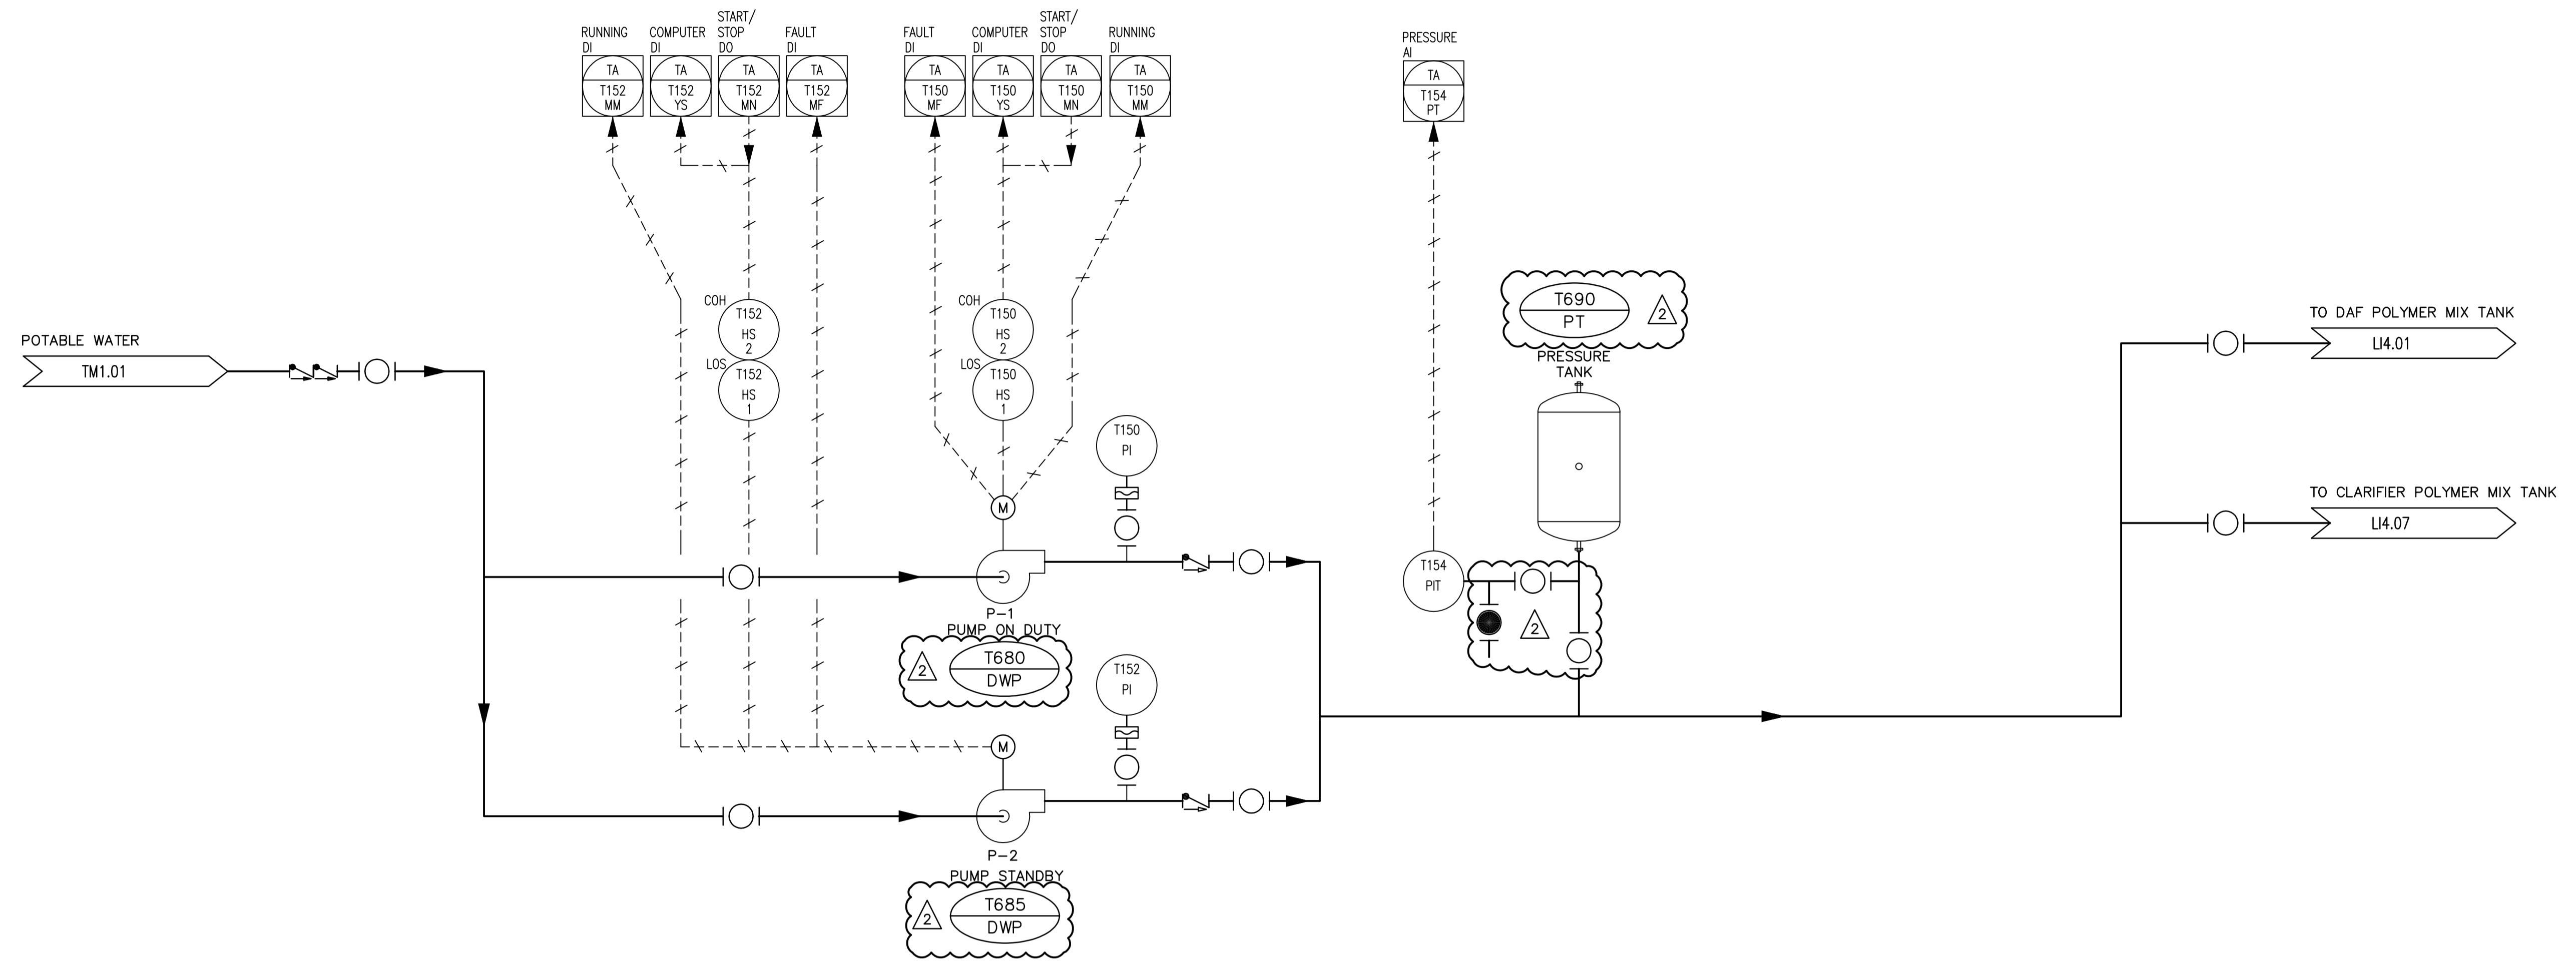 RUNNING
DI
COMPUTER
DI
START/
STOP
DO
FAULT
DI
FAULT
DI
COMPUTER
DI
START/
STOP
DO
RUNNING
DI
PRESSURE
AI
TA
T152
MM
TA
T152
YS
TA
T152
MN
TA
T152
MF
TA
T150
MF
TA
T150
YS
TA
T150
MN
TA
T150
MM
TA
T154
PT
COH
T152
HS
2
LOS
T152
HS
1
COH
T150
HS
2
LOS
T150
HS
1
POTABLE WATER
TM1.01
T690
PT
2
PRESSURE
TANK
TO DAF POLYMER MIX TANK
LI4.01
TO CLARIFIER POLYMER MIX TANK
LI4.07
T150
PI
M
P-1
PUMP ON DUTY
2
T680
DWP
T154
PIT
2
T152
PI
M
P-2
PUMP STANDBY
2
T685
DWP